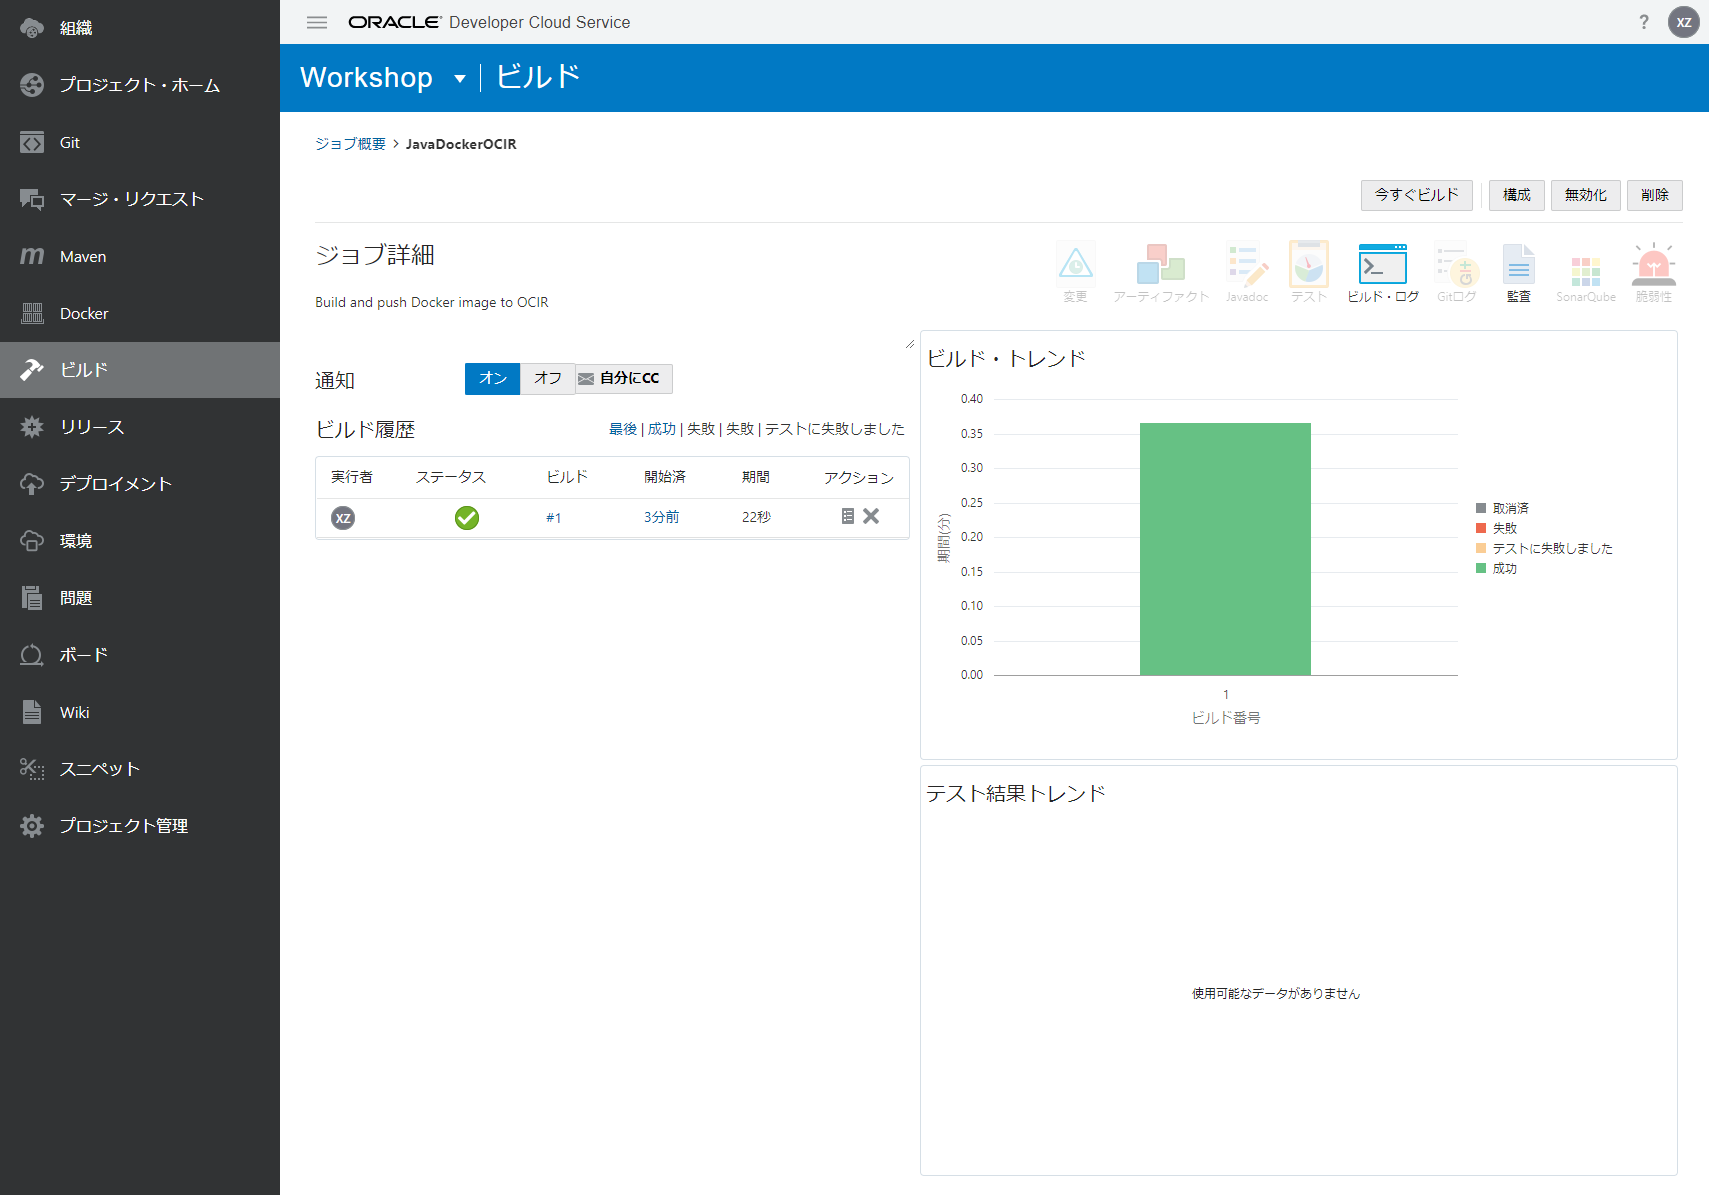 組織
プロジェクト・ホーム
Git
マージ・リクエスト
Maven
Docker
ビルド
リリース
デプロイメント
環境
問題
ボード
Wiki
スニペット
プロジェクト管理
ORACLE Developer Cloud Service
? XZ
Workshop ビルド
ジョブ概要 > JavaDockerOCIR
今すぐビルド 構成 無効化 削除
ジョブ詳細
変更 アーティファクト Javadoc テスト ビルド・ログ Gitログ 監査 SonarQube 脆弱性
Build and push Docker image to OCIR
通知 オン オフ 自分にCC
ビルド履歴 最後 | 成功 | 失敗 | 失敗 | テストに失敗しました
実行者 ステータス ビルド 開始済 期間 アクション
XZ #1 3分前 22秒
ビルド・トレンド
0.40
0.35
0.30
0.25
0.20
0.15
0.10
0.05
0.00
期間(分)
1
ビルド番号
取消済
失敗
テストに失敗しました
成功
テスト結果トレンド
使用可能なデータがありません